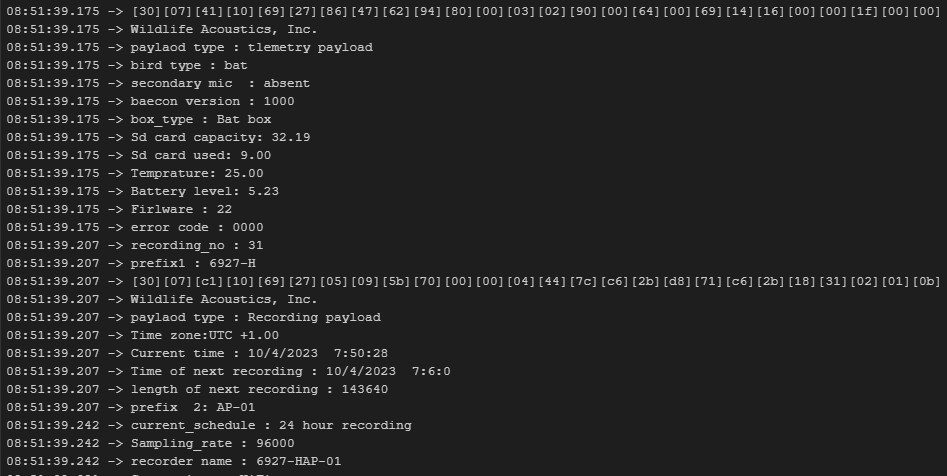 08:51:39.175 -> [30][07][41][10][69][27][86][47][62][94][80][00][03][02][90][00][64][00][69][14][16][00][00][1f][00][00]
08:51:39.175 -> Wildlife Acoustics, Inc.
08:51:39.175 -> paylaod type : tlemetry payload
08:51:39.175 -> bird type : bat
08:51:39.175 -> secondary mic  : absent
08:51:39.175 -> baecon version : 1000
08:51:39.175 -> box_type : Bat box
08:51:39.175 -> Sd card capacity: 32.19
08:51:39.175 -> Sd card used: 9.00
08:51:39.175 -> Temprature: 25.00
08:51:39.175 -> Battery level: 5.23
08:51:39.175 -> Firlware : 22
08:51:39.175 -> error code : 0000
08:51:39.207 -> recording_no : 31
08:51:39.207 -> prefix1 : 6927-H
08:51:39.207 -> [30][07][c1][10][69][27][05][09][5b][70][00][00][04][44][7c][c6][2b][d8][71][c6][2b][18][31][02][01][0b]
08:51:39.207 -> Wildlife Acoustics, Inc.
08:51:39.207 -> paylaod type : Recording payload
08:51:39.207 -> Time zone:UTC +1.00
08:51:39.207 -> Current time : 10/4/2023  7:50:28
08:51:39.207 -> Time of next recording : 10/4/2023  7:6:0
08:51:39.207 -> length of next recording : 143640
08:51:39.207 -> prefix  2: AP-01
08:51:39.242 -> current_schedule : 24 hour recording
08:51:39.242 -> Sampling_rate : 96000
08:51:39.242 -> recorder name : 6927-HAP-01